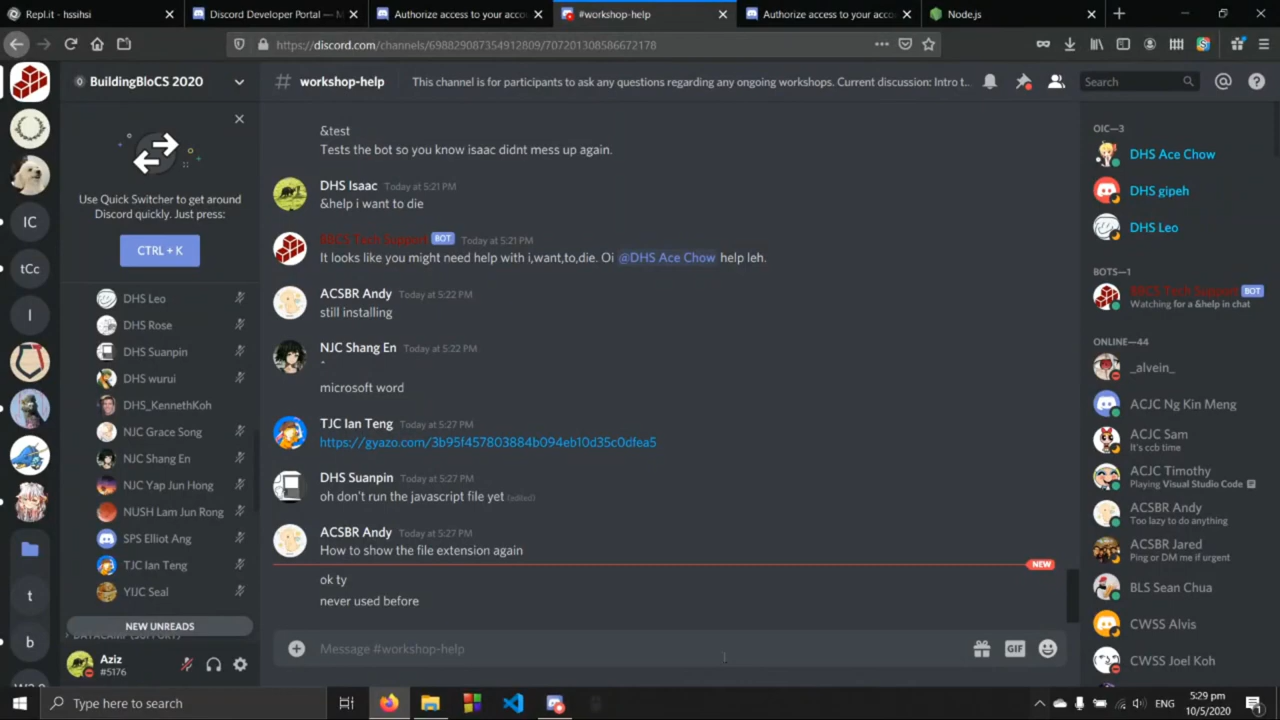 Repl.it - hssihsi
Discord Developer Portal — M
Authorize access to your accou
#workshop-help
Authorize access to your accou
Node.js
https://discord.com/channels/698829087354912809/707201308586672178
BuildingBloCS 2020
# workshop-help
This channel is for participants to ask any questions regarding any ongoing workshops. Current discussion: Intro t...
Search
Use Quick Switcher to get around
Discord quickly. Just press:
CTRL + K
IC
tCc
I
t
b
DHS Leo
DHS Rose
DHS Suanpin
DHS wurui
DHS_KennethKoh
NJC Grace Song
NJC Shang En
NJC Yap Jun Hong
NUSH Lam Jun Rong
SPS Elliot Ang
TJC Ian Teng
YIJC Seal
NEW UNREADS
Aziz
#5176
&test
Tests the bot so you know isaac didnt mess up again.
DHS Isaac Today at 5:21 PM
&help i want to die
BBCS Tech Support BOT Today at 5:21 PM
It looks like you might need help with i,want,to,die. Oi @DHS Ace Chow help leh.
ACSBR Andy Today at 5:22 PM
still installing
NJC Shang En Today at 5:22 PM
^
microsoft word
TJC Ian Teng Today at 5:27 PM
https://gyazo.com/3b95f457803884b094eb10d35c0dfea5
DHS Suanpin Today at 5:27 PM
oh don't run the javascript file yet (edited)
ACSBR Andy Today at 5:27 PM
How to show the file extension again
NEW
ok ty
never used before
Message #workshop-help
GIF
OIC—3
DHS Ace Chow
DHS gipeh
DHS Leo
BOTS—1
BBCS Tech Support BOT
Watching for a &help in chat
ONLINE—44
_alvein_
ACJC Ng Kin Meng
ACJC Sam
It's ccb time
ACJC Timothy
Playing Visual Studio Code
ACSBR Andy
Too lazy to do anything
ACSBR Jared
Ping or DM me if urgent
BLS Sean Chua
CWSS Alvis
CWSS Joel Koh
Type here to search
ENG
5:29 pm
10/5/2020